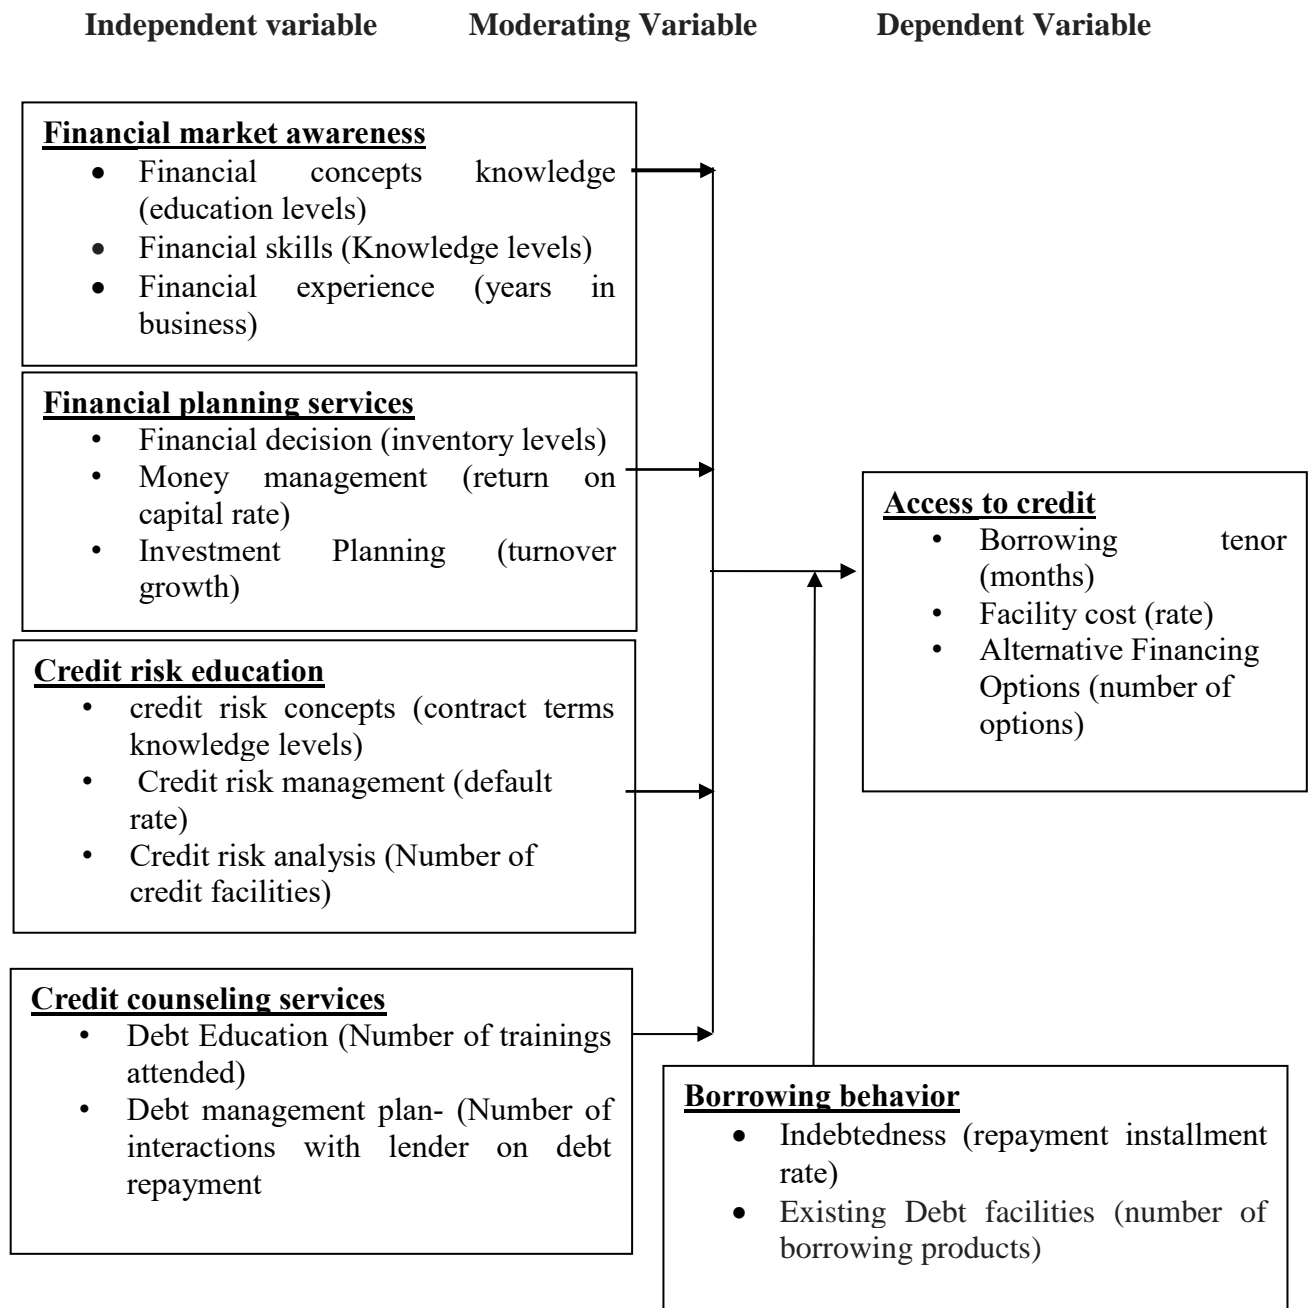 Independent variable Moderating Variable Dependent Variable
Financial market awareness
• Financial concepts knowledge
(education levels)
• Financial skills (Knowledge levels)
• Financial experience (years in
business)
Financial planning services
• Financial decision (inventory levels)
• Money management (return on
capital rate)
• Investment Planning (turnover
growth)
Credit risk education
• credit risk concepts (contract terms
knowledge levels)
• Credit risk management (default
rate)
• Credit risk analysis (Number of
credit facilities)
Credit counseling services
• Debt Education (Number of trainings
attended)
• Debt management plan- (Number of
interactions with lender on debt
repayment
Access to credit
• Borrowing tenor
(months)
• Facility cost (rate)
• Alternative Financing
Options (number of
options)
Borrowing behavior
• Indebtedness (repayment installment
rate)
• Existing Debt facilities (number of
borrowing products)